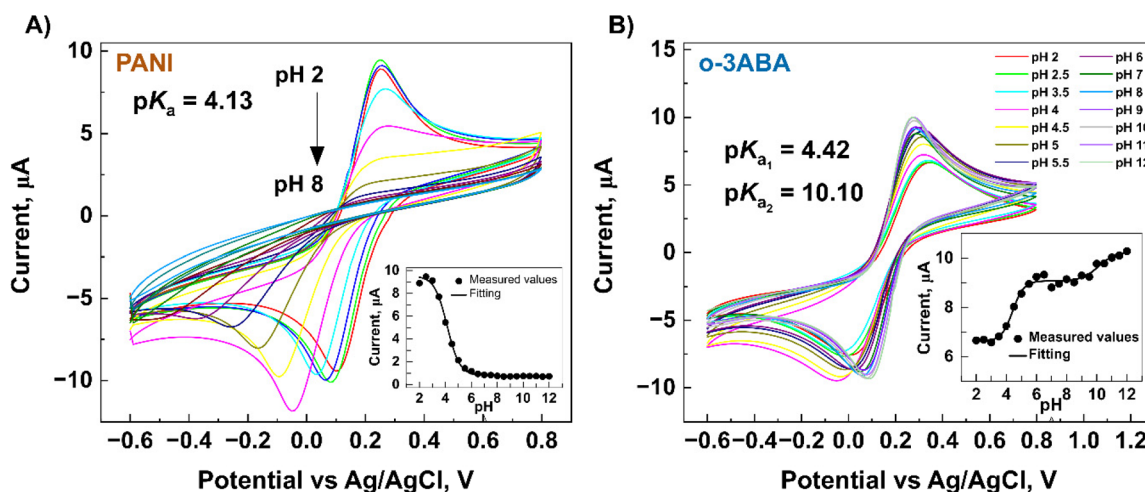 A)
PANI
pKa = 4.13
pH 2
pH 8
10
5
0
−5
−10
Current, µA
−0.6 −0.4 −0.2 0.0 0.2 0.4 0.6 0.8
Potential vs Ag/AgCl, V
10
8
6
4
2
0
Current, µA
Measured values
Fitting
2 4 6 8 10 12
pH
B)
o-3ABA
pKa1 = 4.42
pKa2 = 10.10
pH 2
pH 2.5
pH 3.5
pH 4
pH 4.5
pH 5
pH 5.5
pH 6
pH 7
pH 8
pH 9
pH 10
pH 11
pH 12
15
10
5
0
−5
−10
Current, µA
−0.6 −0.4 −0.2 0.0 0.2 0.4 0.6 0.8 1.0 1.2
Potential vs Ag/AgCl, V
10
8
6
4
Current, µA
Measured values
Fitting
2 4 6 8 10 12
pH